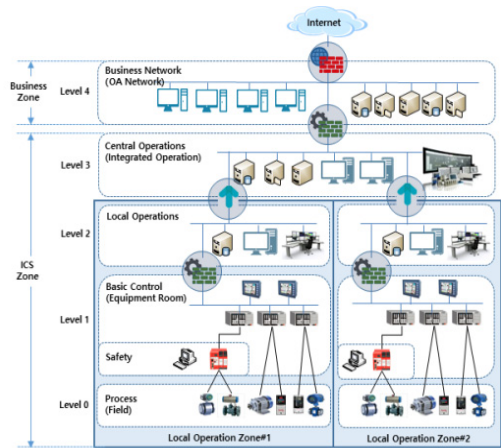 Internet
Business
Zone
Level 4
Business Network
(OA Network)
ICS
Zone
Level 3
Central Operations
(Integrated Operation)
Level 2
Local Operations
Level 1
Basic Control
(Equipment Room)
Safety
Level 0
Process
(Field)
Local Operation Zone#1
Local Operation Zone#2